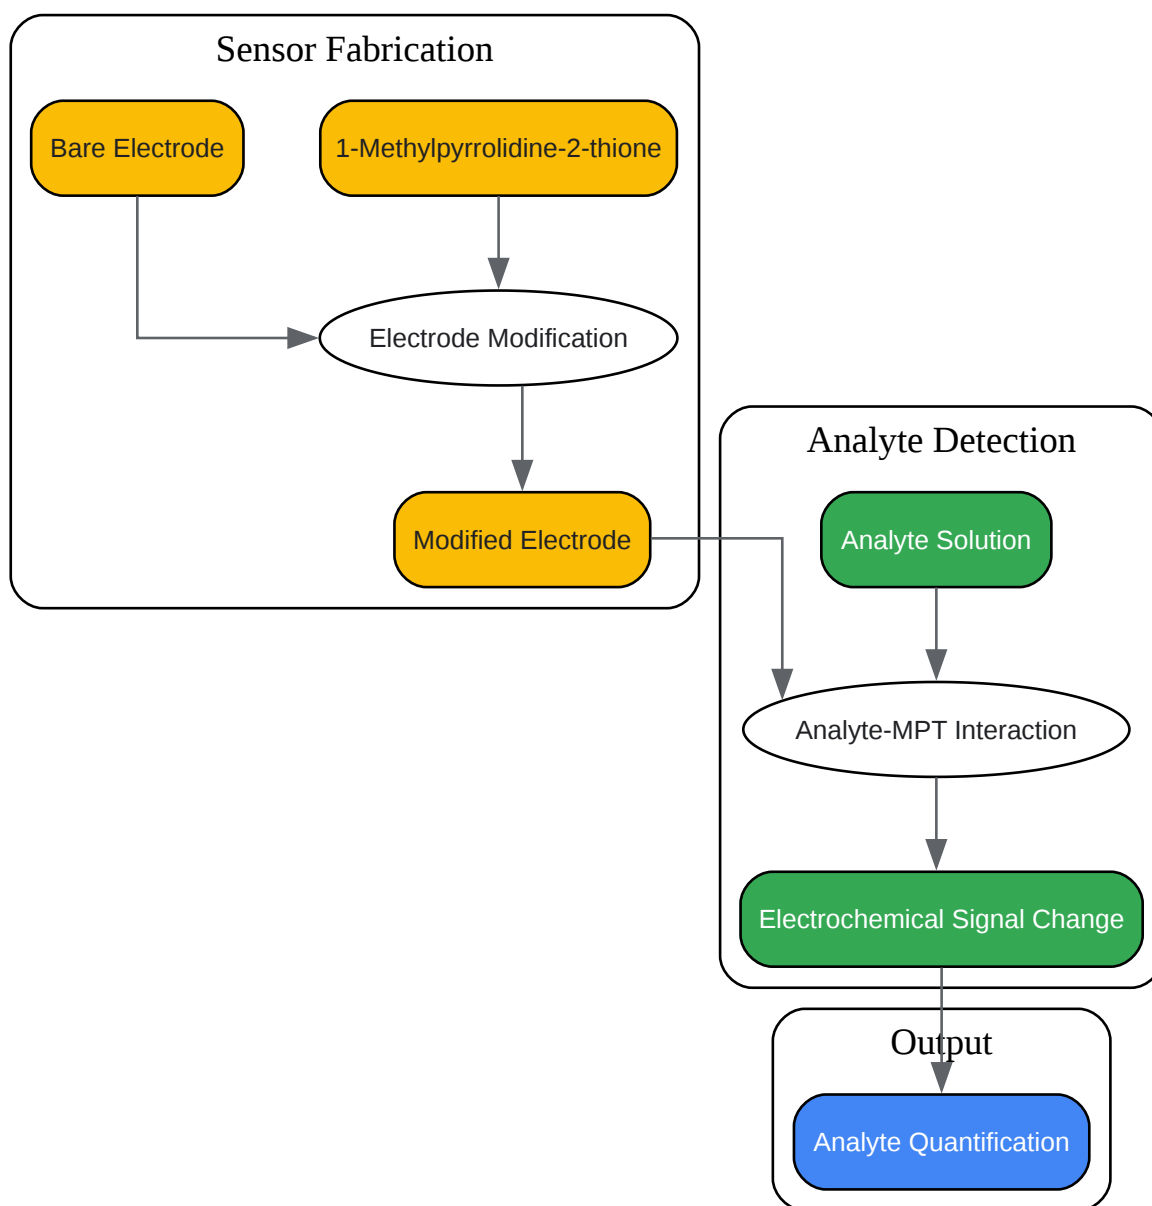 Sensor Fabrication
Bare Electrode
1-Methylpyrrolidine-2-thione
Electrode Modification
Modified Electrode
Analyte Detection
Analyte Solution
Analyte-MPT Interaction
Electrochemical Signal Change
Output
Analyte Quantification